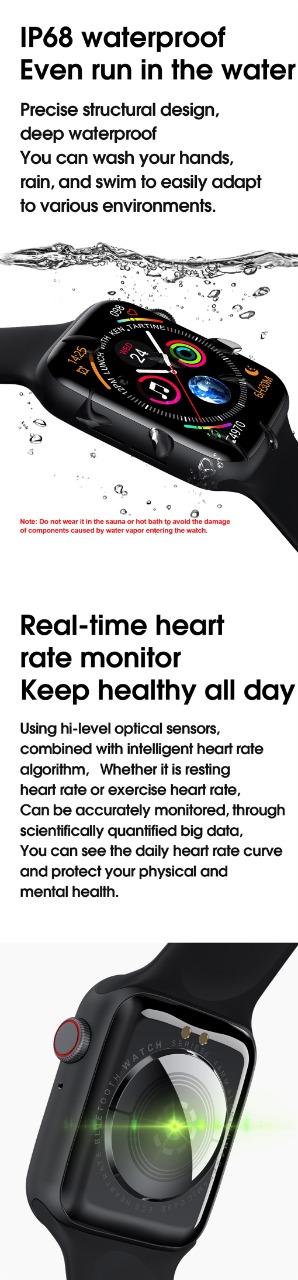 IP68 waterproof
Even run in the water
Precise structural design,
deep waterproof
You can wash your hands,
rain, and swim to easily adapt
to various environments.
098
LUNCH WITH KEN TARTINE
1425
WED
24
Note: Do not wear it in the sauna or hot bath to avoid the damage
of components caused by water vapor entering the watch.
Real-time heart
rate monitor
Keep healthy all day
Using hi-level optical sensors,
combined with intelligent heart rate
algorithm, Whether it is resting
heart rate or exercise heart rate,
Can be accurately monitored, through
scientifically quantified big data,
You can see the daily heart rate curve
and protect your physical and
mental health.
BLUETOOTH WATCH